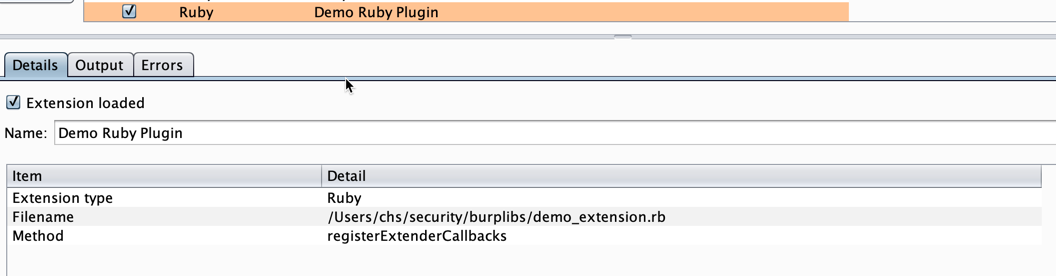 Ruby Demo Ruby Plugin
Details Output Errors
Extension loaded
Name: Demo Ruby Plugin
Item Detail
Extension type Ruby
Filename /Users/chs/security/burplibs/demo_extension.rb
Method registerExtenderCallbacks